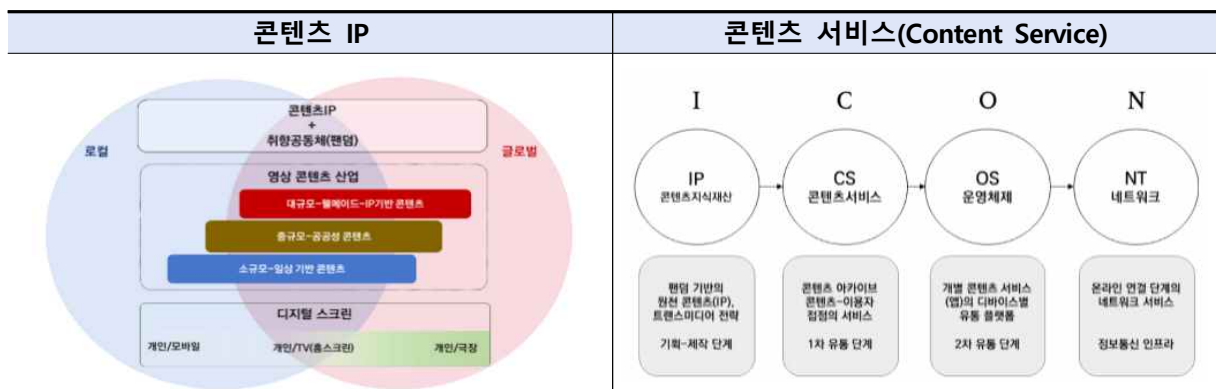 콘텐츠 IP
콘텐츠 서비스(Content Service)
콘텐츠IP
+
취향공동체(팬덤)
로컬
글로벌
영상 콘텐츠 산업
대규모-웰메이드-IP기반 콘텐츠
중규모-공공성 콘텐츠
소규모-일상 기반 콘텐츠
디지털 스크린
개인/모바일
개인/TV(홈스크린)
개인/극장
I
C
O
N
IP
콘텐츠지식재산
CS
콘텐츠서비스
OS
운영체제
NT
네트워크
팬덤 기반의
원천 콘텐츠(IP),
트랜스미디어 전략
기획-제작 단계
콘텐츠 아카이브
콘텐츠-이용자
접점의 서비스
1차 유통 단계
개별 콘텐츠 서비스
(앱)의 디바이스별
유통 플랫폼
2차 유통 단계
온라인 연결 단계의
네트워크 서비스
정보통신 인프라